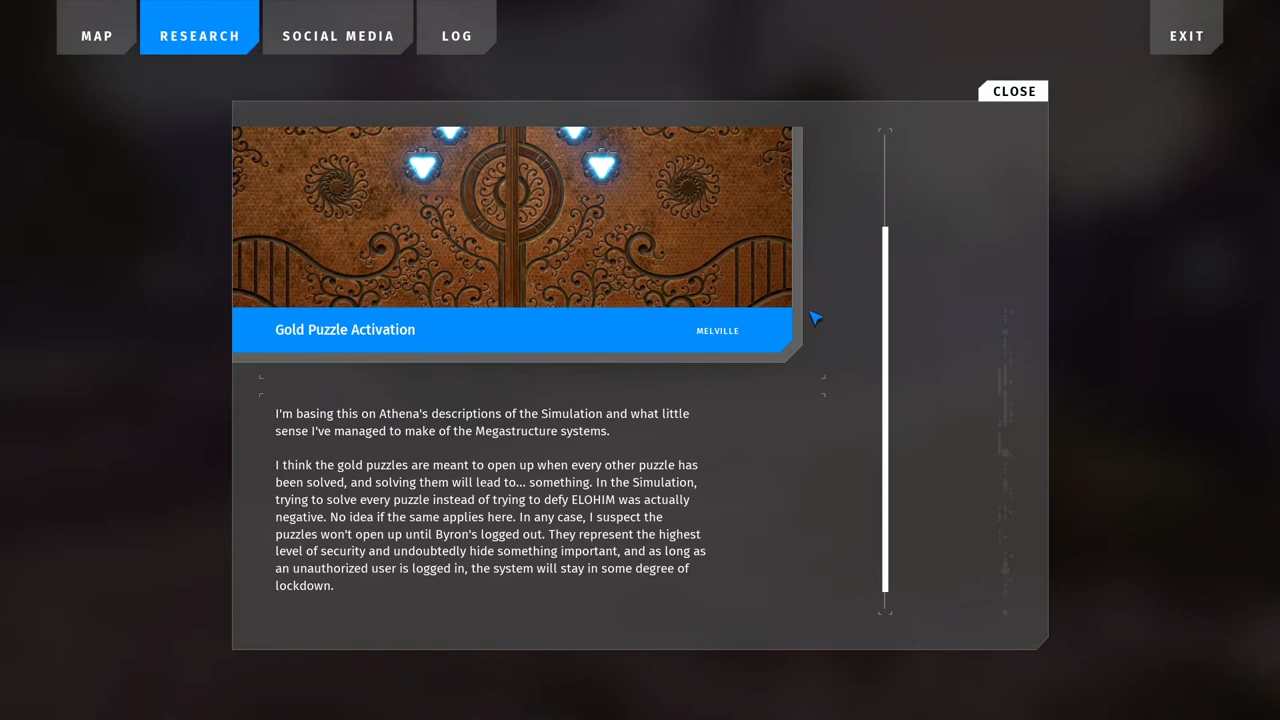 MAP
RESEARCH
SOCIAL MEDIA
LOG
EXIT
CLOSE
Gold Puzzle Activation
MELVILLE
I'm basing this on Athena's descriptions of the Simulation and what little
sense I've managed to make of the Megastructure systems.
I think the gold puzzles are meant to open up when every other puzzle has
been solved, and solving them will lead to... something. In the Simulation,
trying to solve every puzzle instead of trying to defy ELOHIM was actually
negative. No idea if the same applies here. In any case, I suspect the
puzzles won't open up until Byron's logged out. They represent the highest
level of security and undoubtedly hide something important, and as long as
an unauthorized user is logged in, the system will stay in some degree of
lockdown.